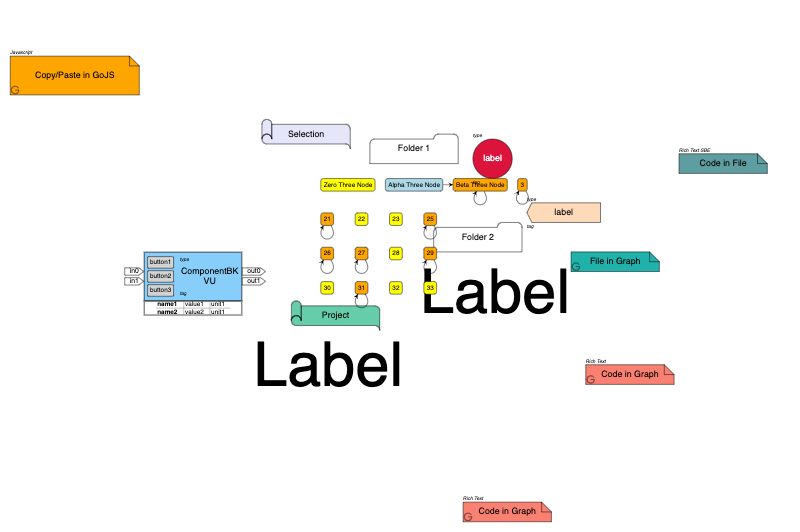 Javascript
Copy/Paste in GoJS
G
Selection
Folder 1
type
label
Rich Text SBE
Code in File
Zero Three Node
Alpha Three Node
Beta Three Node
3
type
label
tag
21
22
23
25
Folder 2
26
27
28
29
File in Graph
G
type
button1
button2
button3
ComponentBK
VU
tag
in0
in1
out0
out1
name1 value1 unit1
name2 value2 unit1
30
31
32
33
Label
Project
Label
Rich Text
Code in Graph
G
Rich Text
Code in Graph
G